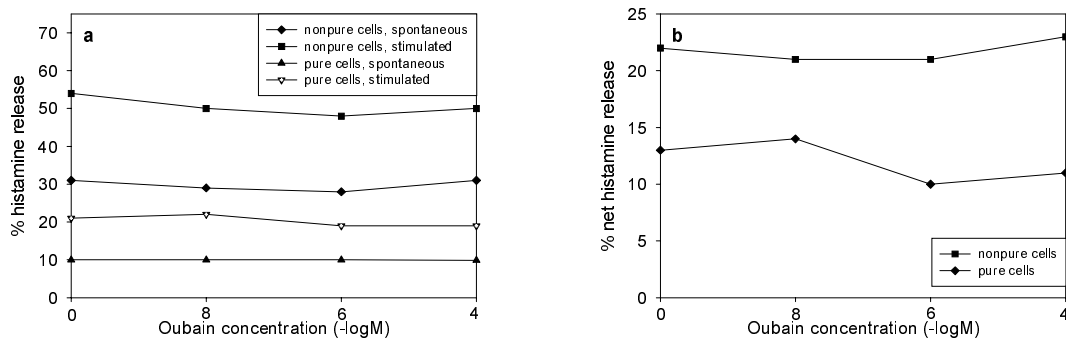 a
nonpure cells, spontaneous
nonpure cells, stimulated
pure cells, spontaneous
pure cells, stimulated
70
60
50
40
30
20
10
0
% histamine release
0 8 6 4
Oubain concentration (-logM)
b
25
20
15
10
5
0
% net histamine release
nonpure cells
pure cells
0 8 6 4
Oubain concentration (-logM)